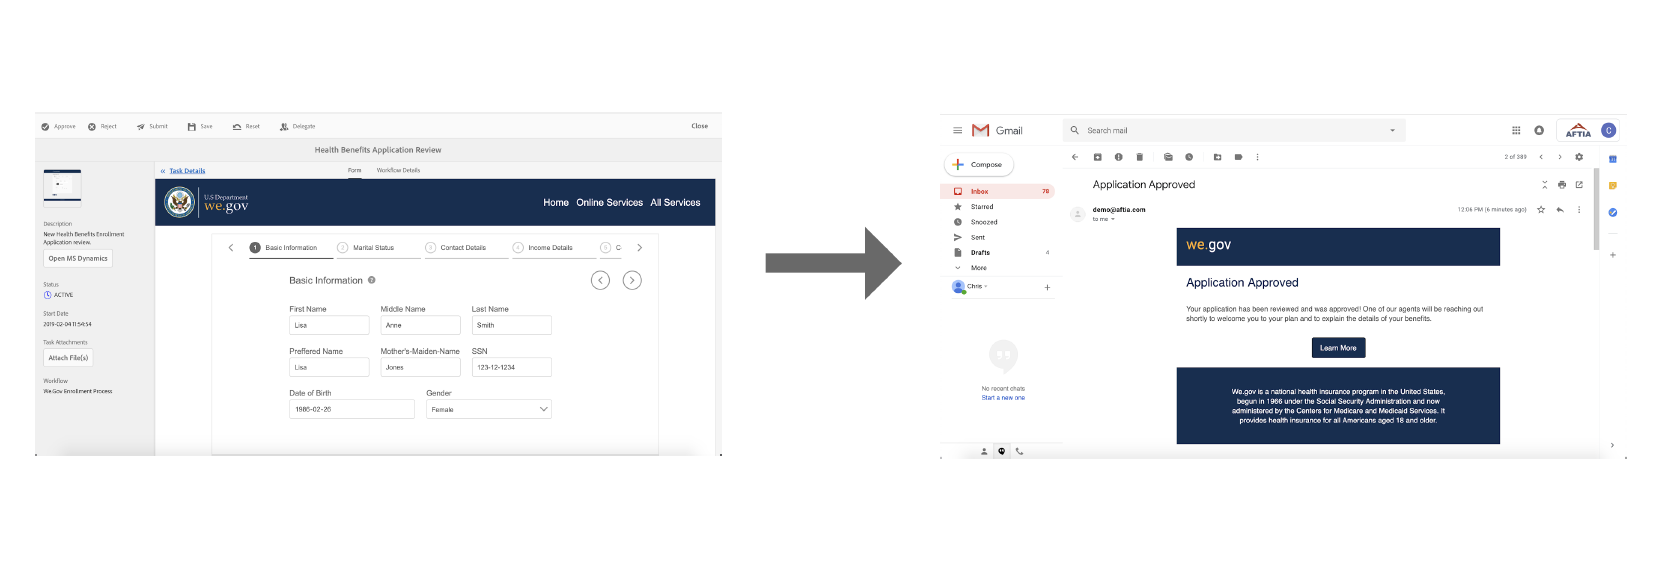 Approve Reject Submit Save Reset Delegate Close
Health Benefits Application Review
« Task Details Form Workflow Details
U.S Department
we.gov
Home Online Services All Services
Description
New Health Benefits Enrollment
Application review.
Open MS Dynamics
Status
ACTIVE
Start Date
2019-02-04 11:54:54
Task Attachments
Attach File(s)
Workflow
We.Gov Enrollment Process
1 Basic Information 2 Marital Status 3 Contact Details 4 Income Details 5 C
Basic Information ?
First Name Middle Name Last Name
Lisa Anne Smith
Preffered Name Mother's-Maiden-Name SSN
Lisa Jones 123-12-1234
Date of Birth Gender
1986-02-26 Female
Gmail
Search mail
AFTIA C
Compose
2 of 389
Inbox 78
Starred
Snoozed
Sent
Drafts 4
More
Chris
No recent chats
Start a new one
Application Approved
demo@aftia.com 12:06 PM (6 minutes ago)
to me
we.gov
Application Approved
Your application has been reviewed and was approved! One of our agents will be reaching out
shortly to welcome you to your plan and to explain the details of your benefits.
Learn More
We.gov is a national health insurance program in the United States,
begun in 1966 under the Social Security Administration and now
administered by the Centers for Medicare and Medicaid Services. It
provides health insurance for all Americans aged 18 and older.